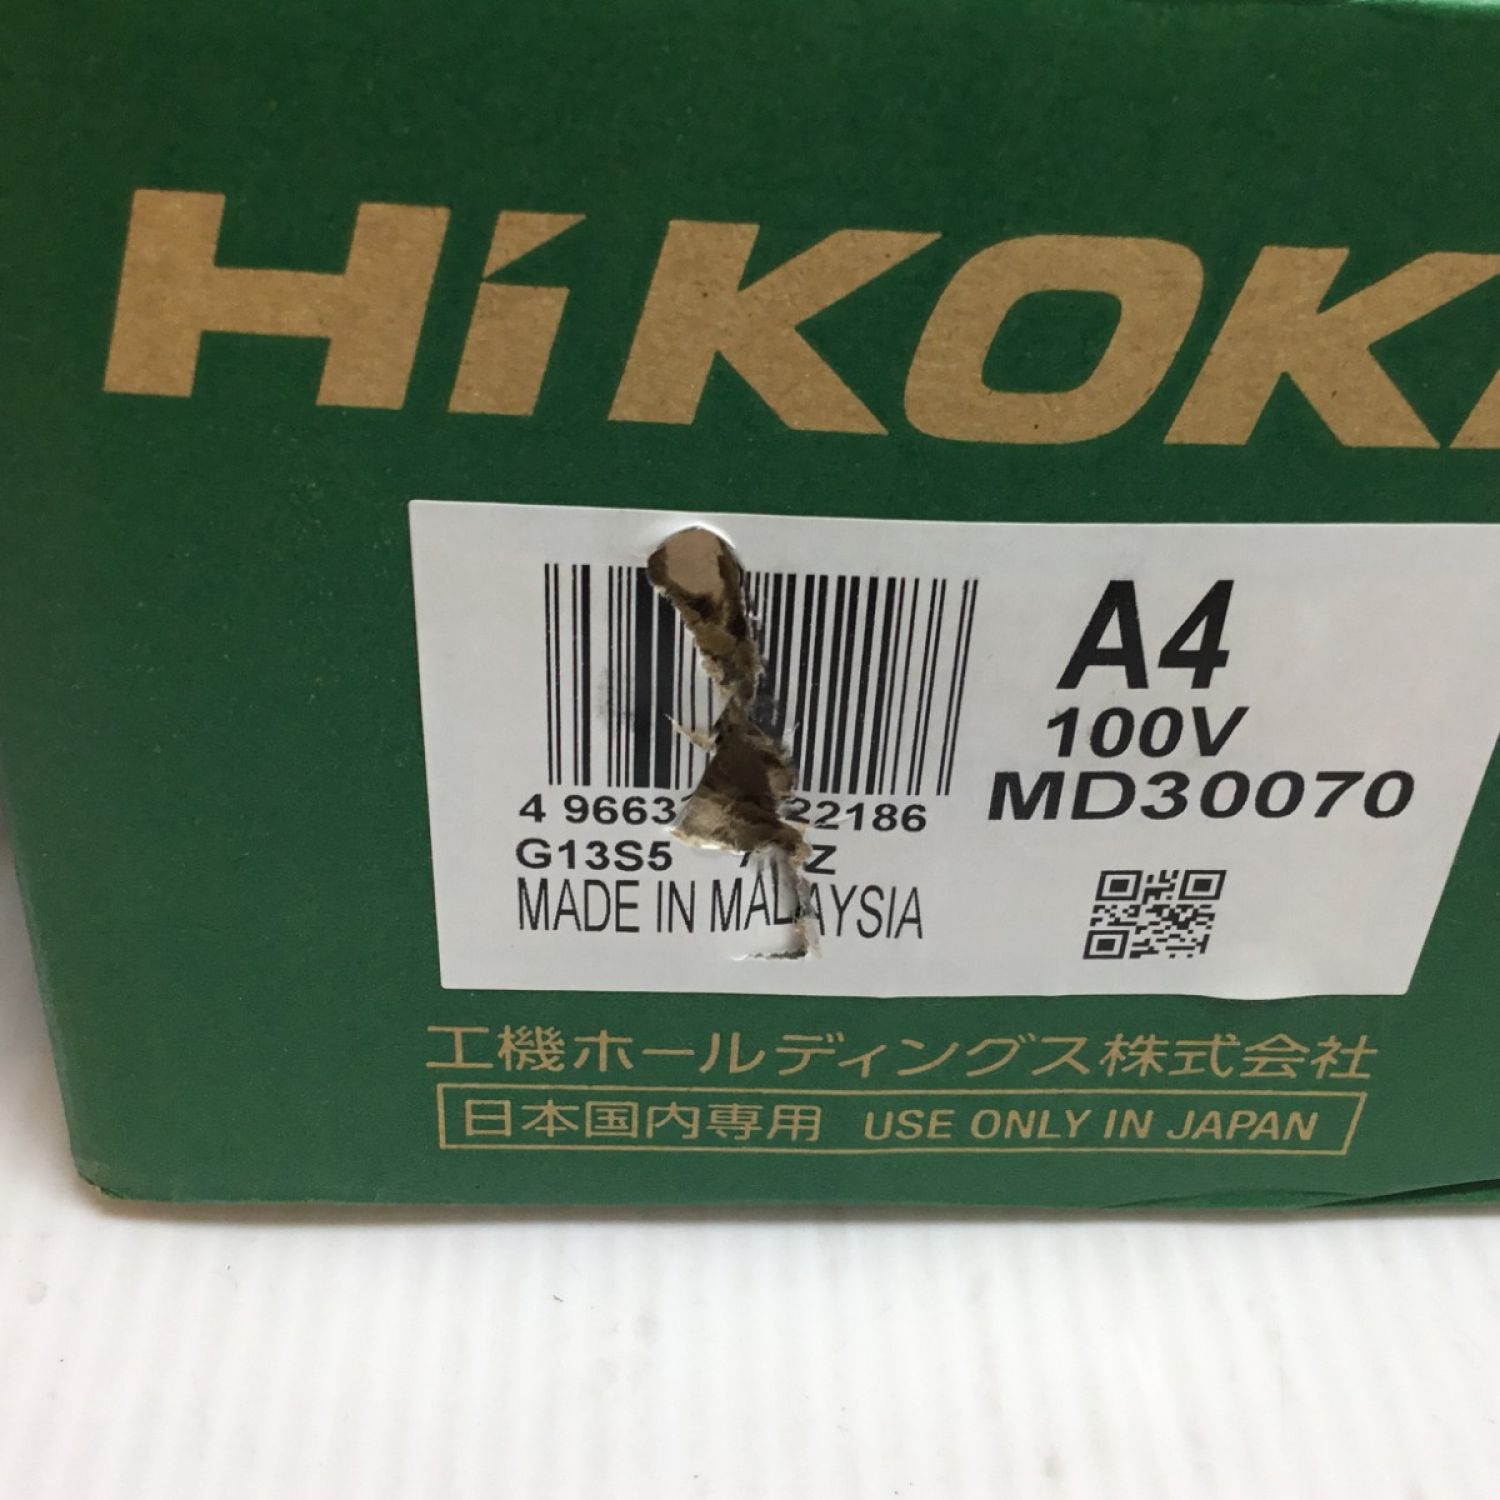 HiKOK
A4
100V
MD30070
4 9663 22186
G13S5 Z
MADE IN MALAYSIA
工機ホールディングス株式会社
日本国内専用 USE ONLY IN JAPAN